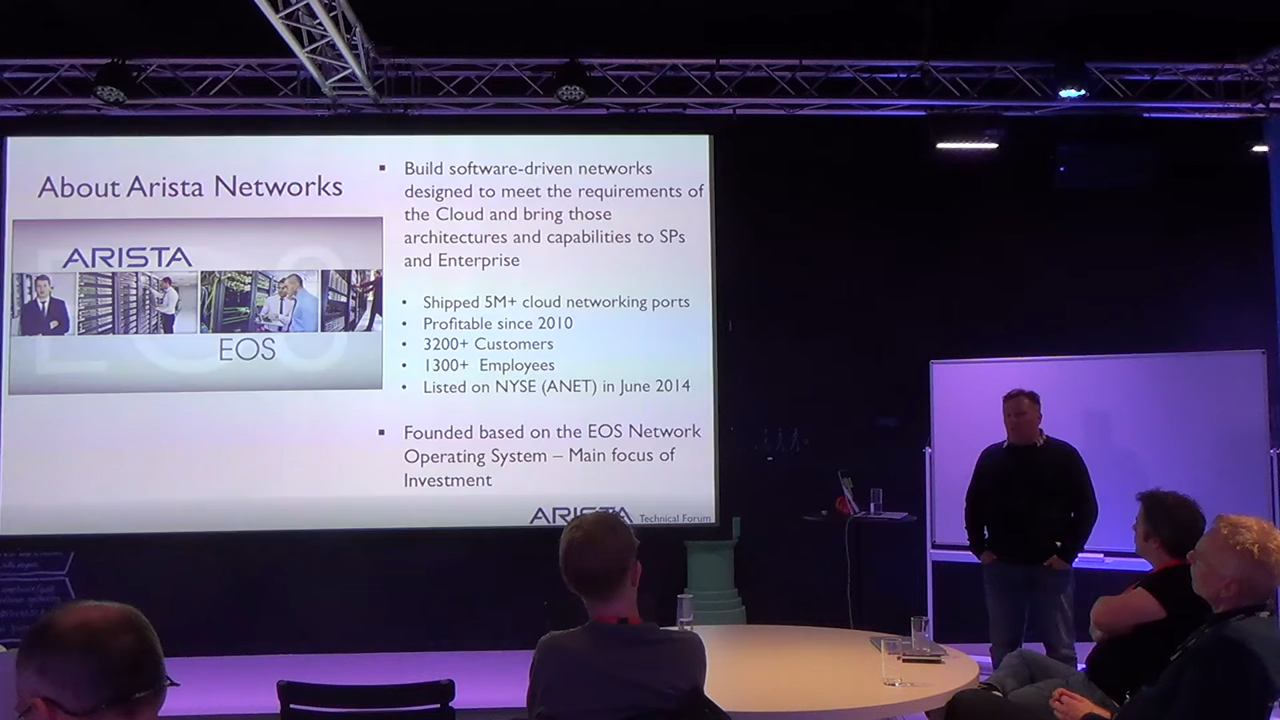 About Arista Networks
ARISTA
EOS
▪ Build software-driven networks
designed to meet the requirements of
the Cloud and bring those
architectures and capabilities to SPs
and Enterprise
• Shipped 5M+ cloud networking ports
• Profitable since 2010
• 3200+ Customers
• 1300+ Employees
• Listed on NYSE (ANET) in June 2014
▪ Founded based on the EOS Network
Operating System – Main focus of
Investment
ARISTA Technical Forum